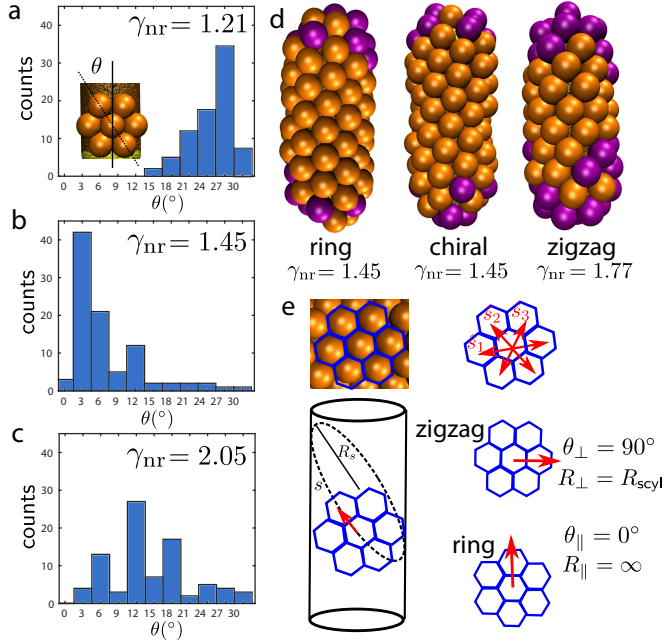 a
γnr = 1.21
counts
40
30
20
10
0
θ
0 3 6 9 12 15 18 21 24 27 30
θ(°)
b
γnr = 1.45
counts
40
30
20
10
0
0 3 6 9 12 15 18 21 24 27 30
θ(°)
c
γnr = 2.05
counts
40
30
20
10
0
0 3 6 9 12 15 18 21 24 27 30
θ(°)
d
ring chiral zigzag
γnr = 1.45 γnr = 1.45 γnr = 1.77
e
ŝ1
ŝ2
ŝ3
Rs
s
zigzag
θ⊥ = 90°
R⊥ = Rscyl
ring
θ∥ = 0°
R∥ = ∞